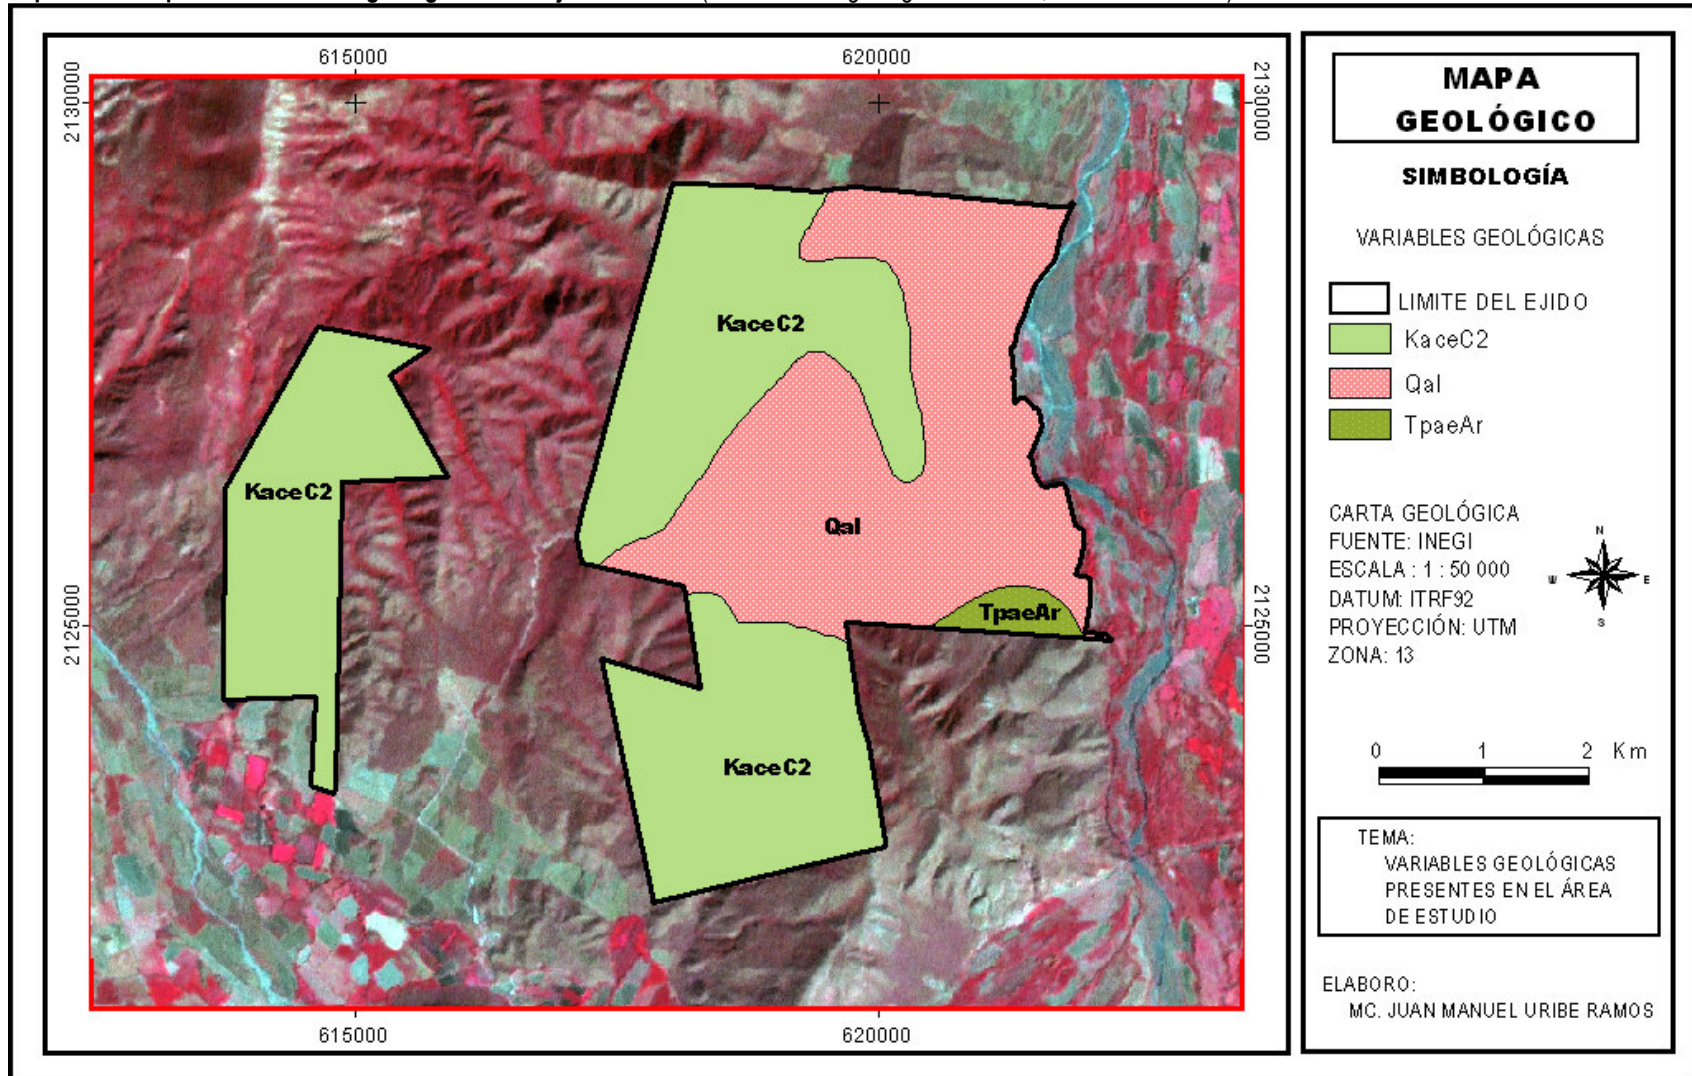 615000
620000
2130000
2130000
KaceC2
KaceC2
Qal
TpaeAr
2125000
2125000
KaceC2
615000
620000
MAPA
GEOLÓGICO
SIMBOLOGÍA
VARIABLES GEOLÓGICAS
LIMITE DEL EJIDO
KaceC2
Qal
TpaeAr
CARTA GEOLÓGICA
FUENTE: INEGI
ESCALA : 1 : 50 000
DATUM: ITRF92
PROYECCIÓN: UTM
ZONA: 13
N
W E
S
0 1 2 Km
TEMA:
VARIABLES GEOLÓGICAS
PRESENTES EN EL ÁREA
DE ESTUDIO
ELABORO:
MC. JUAN MANUEL URIBE RAMOS